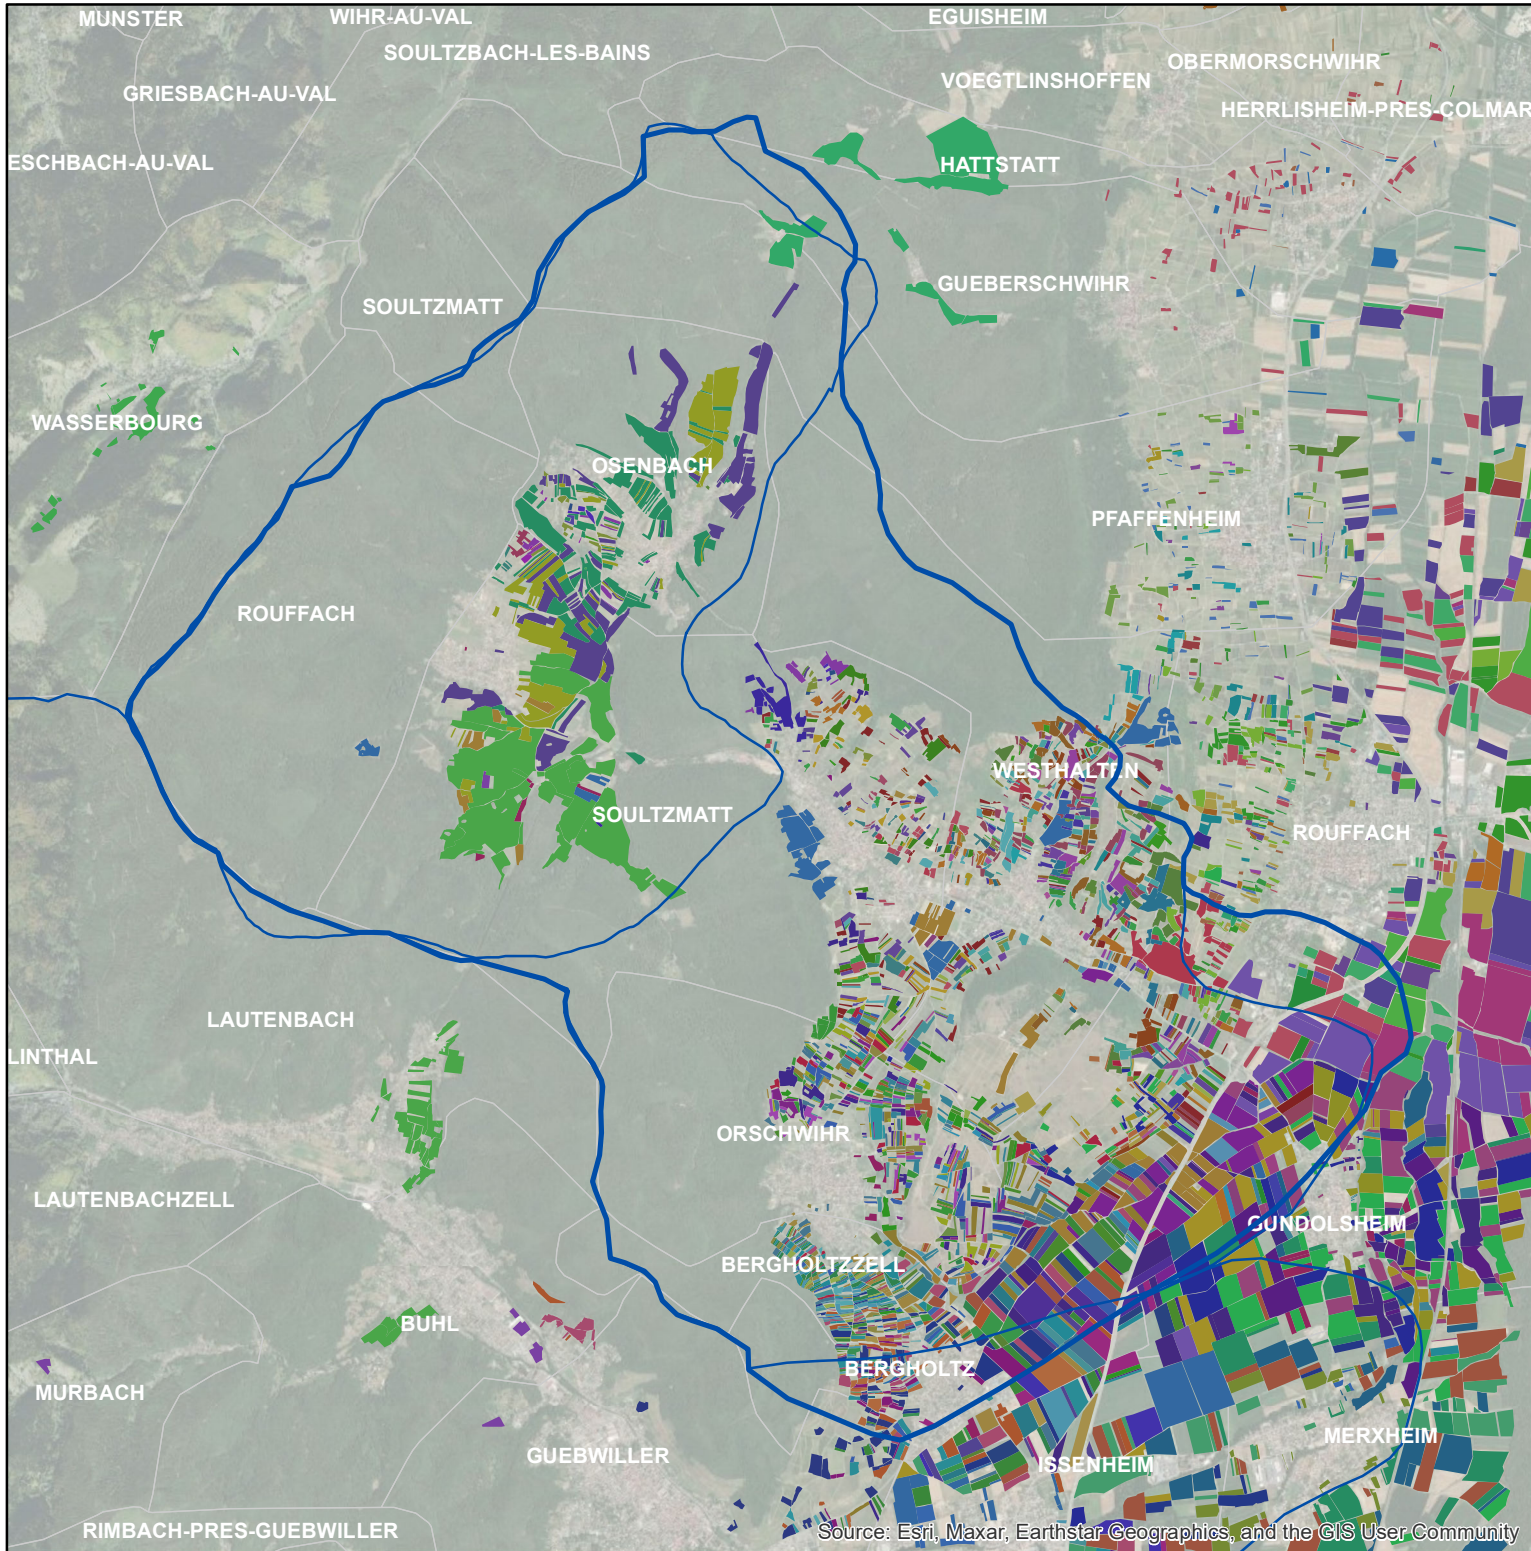 MUNSTER
WIHR-AU-VAL
EGUISHEIM
SOULTZBACH-LES-BAINS
OBERMORSCHWIHR
VOEGTLINSHOFFEN
GRIESBACH-AU-VAL
HERRLISHEIM-PRES-COLMAR
ESCHBACH-AU-VAL
HATTSTATT
GUEBERSCHWIHR
SOULTZMATT
WASSERBOURG
OSENBACH
PFAFFENHEIM
ROUFFACH
WESTHALTEN
SOULTZMATT
ROUFFACH
LAUTENBACH
LINTHAL
ORSCHWIHR
LAUTENBACHZELL
GUNDOLSHEIM
BERGHOLTZZELL
BUHL
BERGHOLTZ
MURBACH
MERXHEIM
GUEBWILLER
ISSENHEIM
RIMBACH-PRES-GUEBWILLER
Source: Esri, Maxar, Earthstar Geographics, and the GIS User Community